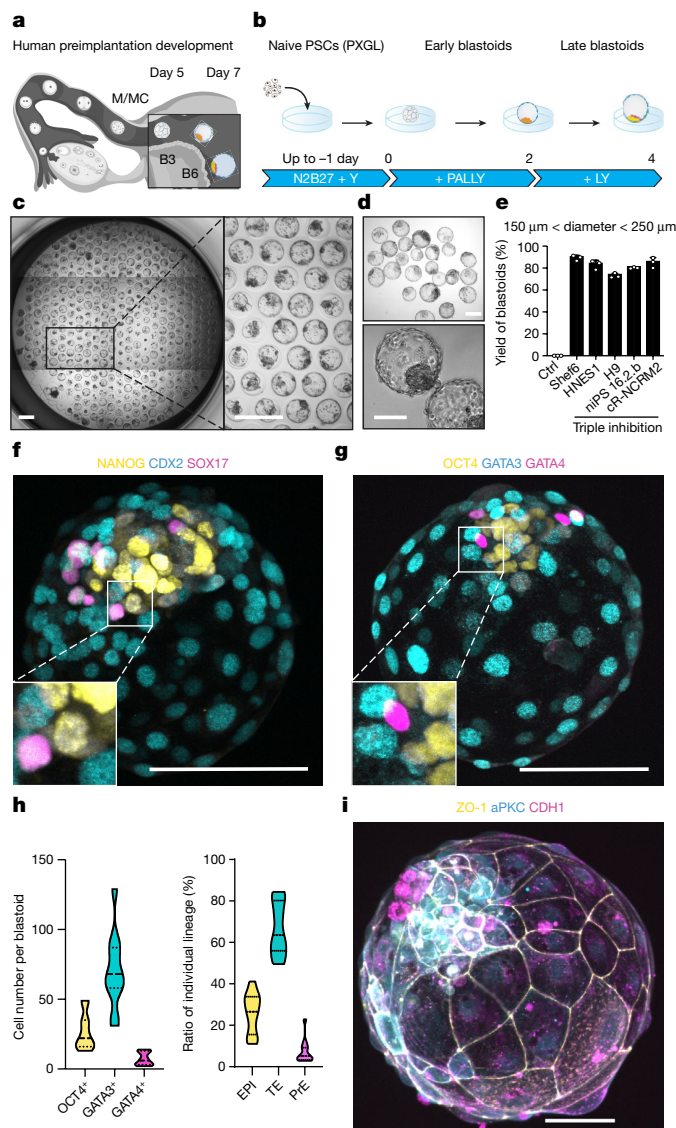 a
Human preimplantation development
Day 5 Day 7
M/MC
B3
B6
b
Naive PSCs (PXGL) Early blastoids Late blastoids
Up to –1 day 0 2 4
N2B27 + Y + PALLY + LY
c
d
e
150 µm < diameter < 250 µm
Yield of blastoids (%)
100
80
60
40
20
0
Ctrl
Shef6
HNES1
H9
niPS 16.2.b
cR-NCRM2
Triple inhibition
f
NANOG CDX2 SOX17
g
OCT4 GATA3 GATA4
h
Cell number per blastoid
150
100
50
0
OCT4⁺
GATA3⁺
GATA4⁺
Ratio of individual lineage (%)
100
80
60
40
20
0
EPI
TE
PrE
i
ZO-1 aPKC CDH1